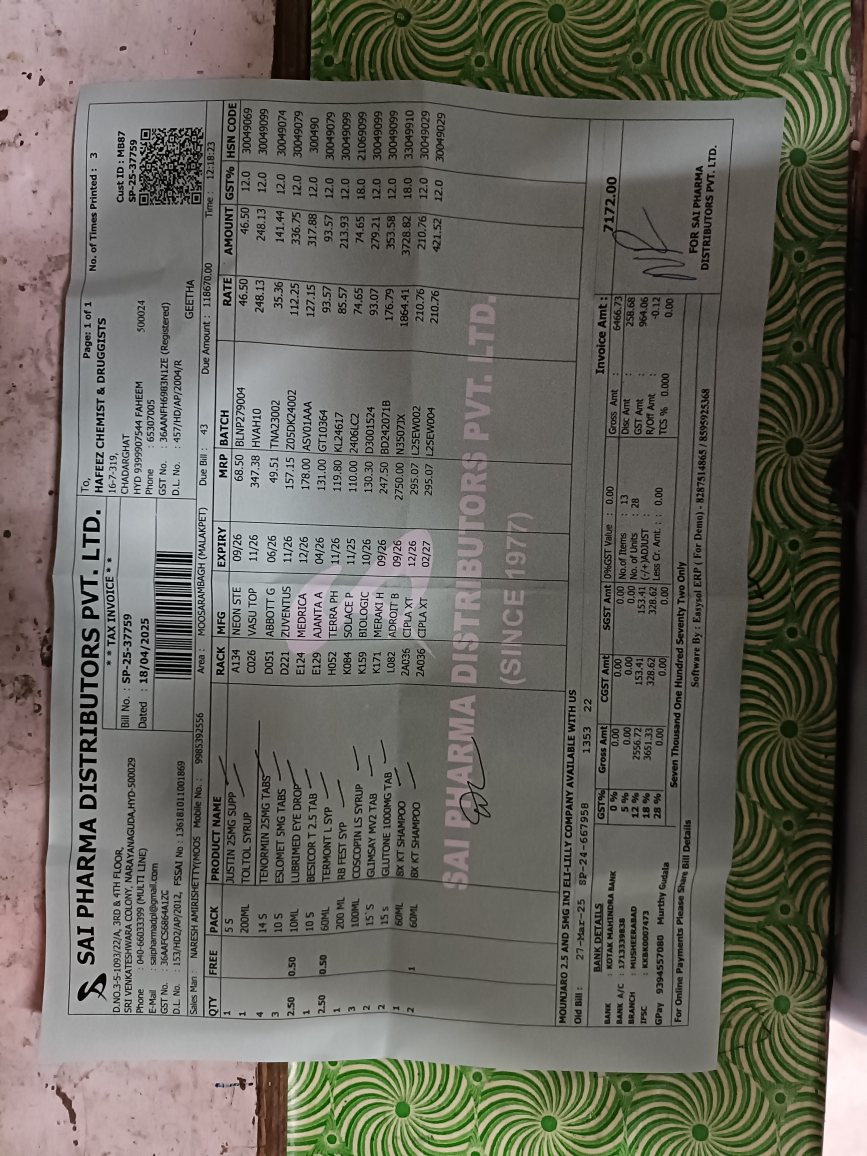 SAI PHARMA DISTRIBUTORS PVT. LTD.
D.NO.3-5-1093/22/A, 3RD & 4TH FLOOR,
SRI VENKATESHWARA COLONY, NARAYANAGUDA,HYD-500029
Phone : 040-66033399 (MULTI LINE)
E-Mail : saipharmadpl@gmail.com
GST No. : 36AAFCS6864A1ZC
D.L. No. : 153/HD2/AP/2012, FSSAI No : 136181011001869
* * TAX INVOICE * *
Bill No. : SP-25-37759
Dated : 18/04/2025
To, Page: 1 of 1 No. of Times Printed : 3
HAFEEZ CHEMIST & DRUGGISTS
16-7-319,
CHADARGHAT
HYD 9399907544 FAHEEM 500024
Phone : 65307005
GST No. : 36AANFH6983N1ZE (Registered)
D.L. No. : 457/HD/AP/2004/R
GEETHA
Cust ID : MB87
SP-25-37759
Sales Man : NARESH AMIRISHETTY(MOOS Mobile No. : 9985392556 Area : MOOSARAMBAGH (MALAKPET) Due Bill : 43 Due Amount : 118670.00 Time : 12:18:23
QTY FREE PACK PRODUCT NAME RACK MFG EXPIRY MRP BATCH RATE AMOUNT GST% HSN CODE
1 5 S JUSTIN 25MG SUPP A134 NEON STE 09/26 68.50 BLNP279004 46.50 46.50 12.0 30049069
1 200ML TOLTOL SYRUP C026 VASU TOP 11/26 347.38 HVAH10 248.13 248.13 12.0 30049099
4 14 S TENORMIN 25MG TABS D051 ABBOTT G 06/26 49.51 TNA23002 35.36 141.44 12.0 30049074
3 10 S ESLOMET 5MG TABS D221 ZUVENTUS 11/26 157.15 Z05DK24002 112.25 336.75 12.0 30049079
2.50 0.50 10ML LUBRIMED EYE DROP E124 MEDRICA 12/26 178.00 ASV01AAA 127.15 317.88 12.0 300490
1 10 S BESICOR T 2.5 TAB E129 AJANTA A 04/26 131.00 GT10364 93.57 93.57 12.0 30049079
2.50 0.50 60ML TERMONT L SYP H052 TERRA PH 11/26 119.80 KL24617 85.57 213.93 12.0 30049099
1 200 ML RB FEST SYP K084 SOLACE P 11/25 110.00 2406LC2 74.65 74.65 18.0 21069099
3 100ML COSCOPIN LS SYRUP K159 BIOLOGIC 10/26 130.30 D3001524 93.07 279.21 12.0 30049099
2 15'S GLIMSAY MV2 TAB K171 MERAKI H 09/26 247.50 BD242071B 176.79 353.58 12.0 30049099
2 15 s GLUTONE 1000MG TAB L082 ADROIT B 09/26 2750.00 N35073X 1864.41 3728.82 18.0 33049910
1 60ML 8X KT SHAMPOO 2A036 CIPLA XT 12/26 295.07 L25EW002 210.76 210.76 12.0 30049029
2 1 60ML 8X KT SHAMPOO 2A036 CIPLA XT 02/27 295.07 L25EW004 210.76 421.52 12.0 30049029
SAI PHARMA DISTRIBUTORS PVT. LTD.
(SINCE 1977)
MOUNJARO 2.5 AND 5MG INJ ELI-LILLY COMPANY AVAILABLE WITH US
Old Bill : 27-Mar-25 SP-24-667958 1353 22
BANK DETAILS
BANK : KOTAK MAHINDRA BANK
BANK A/C : 1713339838
BRANCH : MUSHEERABAD
IFSC : KKBK0007473
GPay 9394557080 Murthy Gudala
GST% Gross Amt CGST Amt SGST Amt
0 % 0.00 0.00 0.00
5 % 0.00 0.00 0.00
12 % 2556.72 153.41 153.41
18 % 3651.33 328.62 328.62
28 % 0.00 0.00 0.00
0%GST Value : 0.00
No.of Items : 13
No. of Units : 28
(-/+)ADJUST :
Less Cr. Amt. : 0.00
Gross Amt : 6466.73
Disc Amt : 258.68
GST Amt : 964.06
R/Off Amt : -0.12
TCS % 0.000 0.00
Invoice Amt : 7172.00
FOR SAI PHARMA
DISTRIBUTORS PVT. LTD.
Seven Thousand One Hundred Seventy Two Only
For Online Payments Please Share Bill Details
Software By : Easysol ERP ( For Demo) - 8287514865 / 8595925368